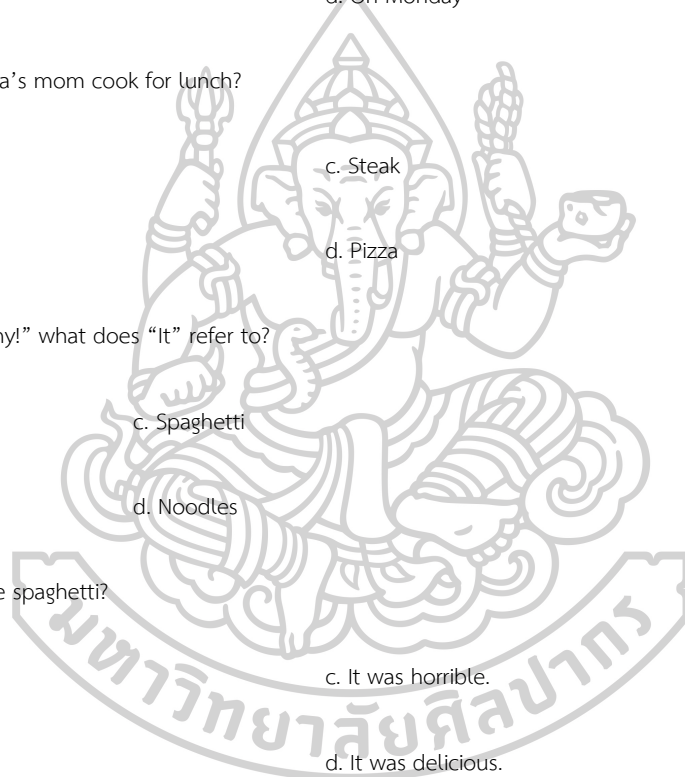 d. On Monday
a's mom cook for lunch?
c. Steak
d. Pizza
ny!” what does “It” refer to?
c. Spaghetti
d. Noodles
e spaghetti?
c. It was horrible.
d. It was delicious.
มหาวิทยาลัยศิลปากร